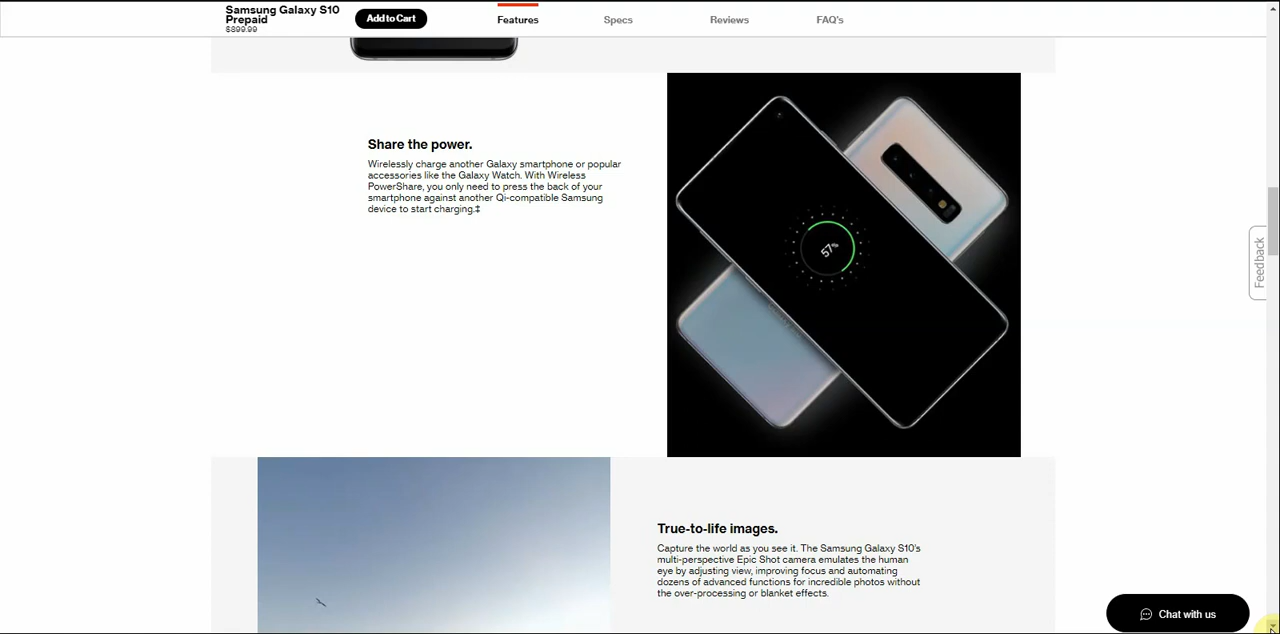 Samsung Galaxy S10
Prepaid
$899.99
Add to Cart
Features
Specs
Reviews
FAQ's
Share the power.
Wirelessly charge another Galaxy smartphone or popular
accessories like the Galaxy Watch. With Wireless
PowerShare, you only need to press the back of your
smartphone against another Qi-compatible Samsung
device to start charging.‡
57%
Feedback
True-to-life images.
Capture the world as you see it. The Samsung Galaxy S10's
multi-perspective Epic Shot camera emulates the human
eye by adjusting view, improving focus and automating
dozens of advanced functions for incredible photos without
the over-processing or blanket effects.
Chat with us